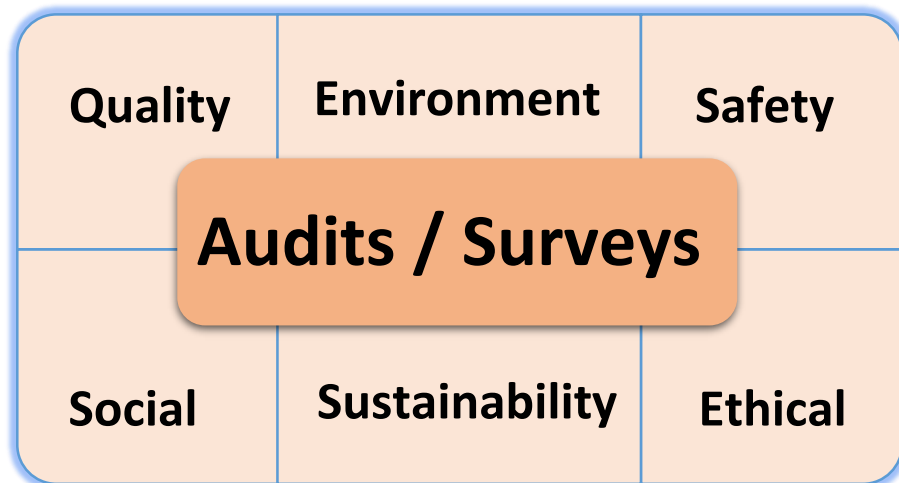 Quality
Environment
Safety
Audits / Surveys
Social
Sustainability
Ethical